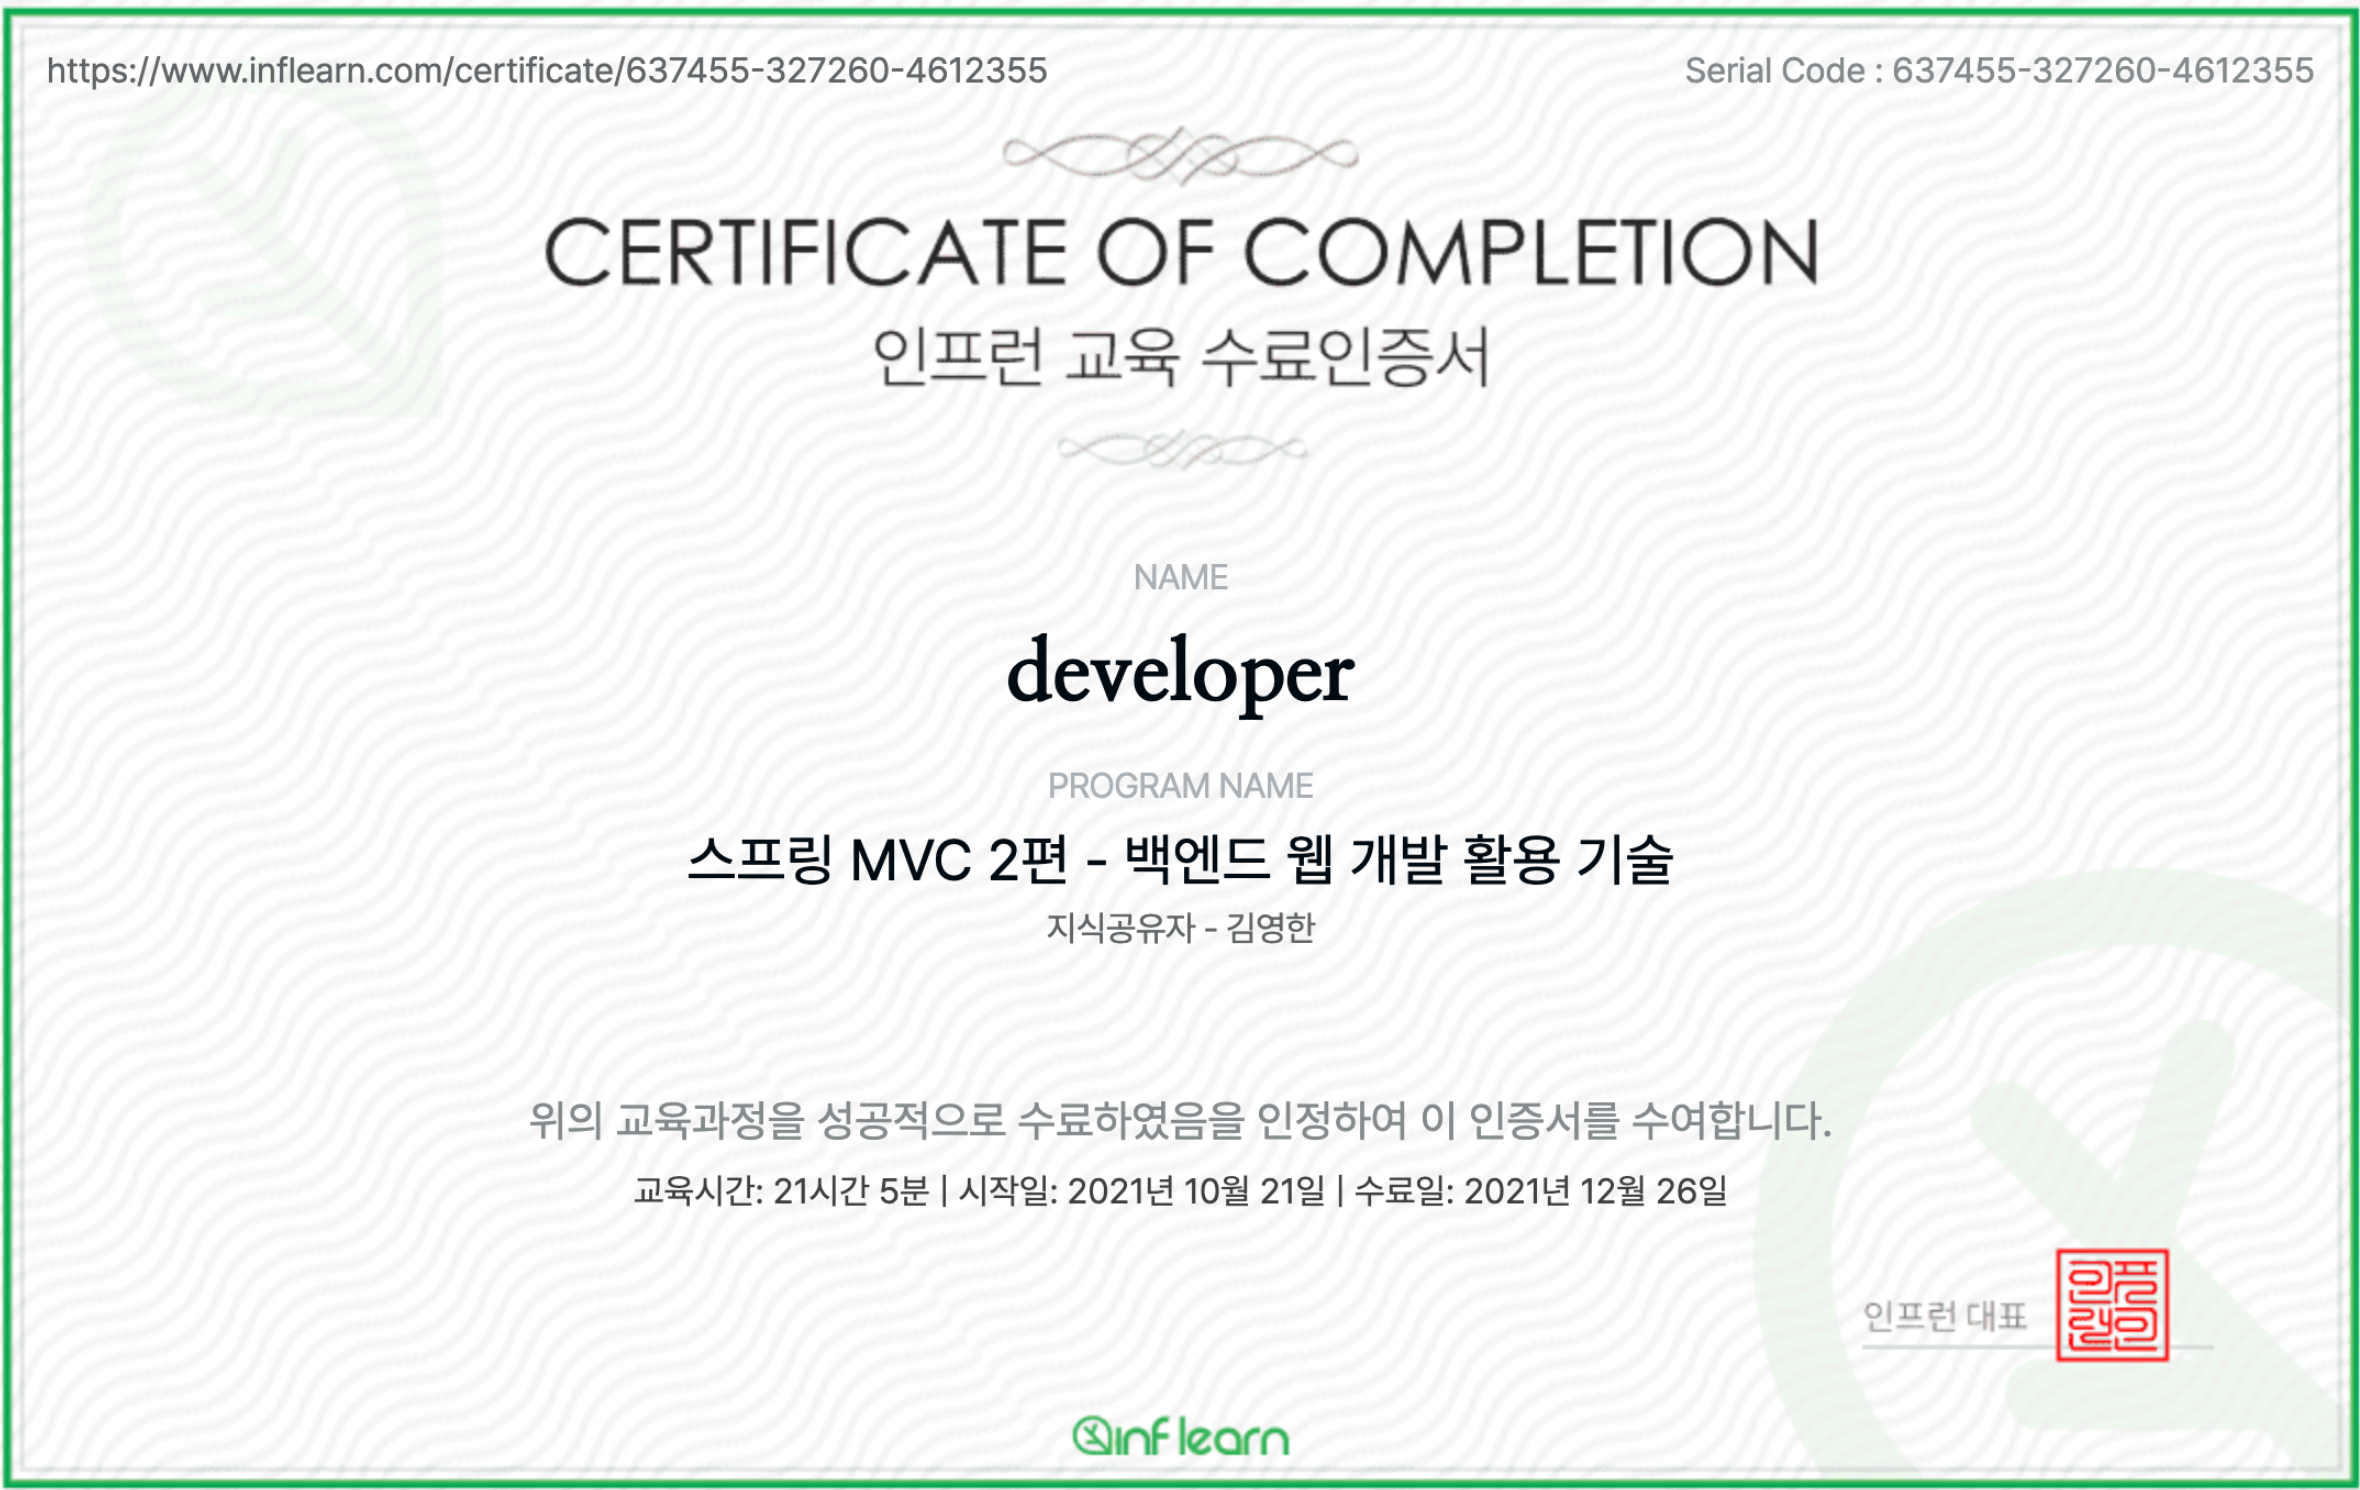 https://www.inflearn.com/certificate/637455-327260-4612355
Serial Code : 637455-327260-4612355
CERTIFICATE OF COMPLETION
인프런 교육 수료인증서
NAME
developer
PROGRAM NAME
스프링 MVC 2편 - 백엔드 웹 개발 활용 기술
지식공유자 - 김영한
위의 교육과정을 성공적으로 수료하였음을 인정하여 이 인증서를 수여합니다.
교육시간: 21시간 5분 | 시작일: 2021년 10월 21일 | 수료일: 2021년 12월 26일
인프런 대표
인프런인
inflearn